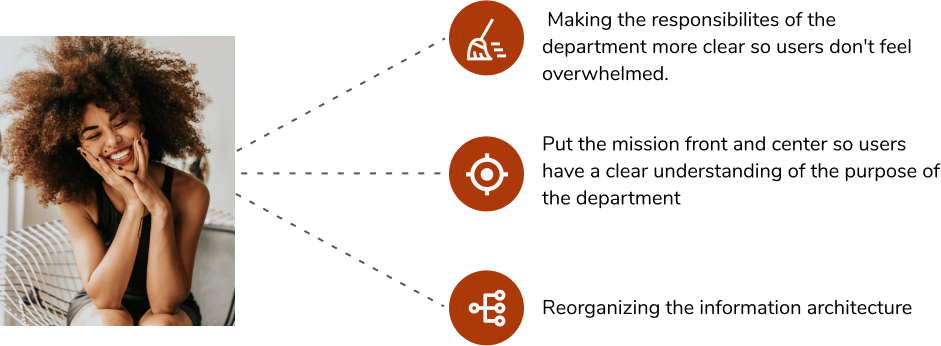 Making the responsibilites of the
department more clear so users don't feel
overwhelmed.
Put the mission front and center so users
have a clear understanding of the purpose of
the department
Reorganizing the information architecture